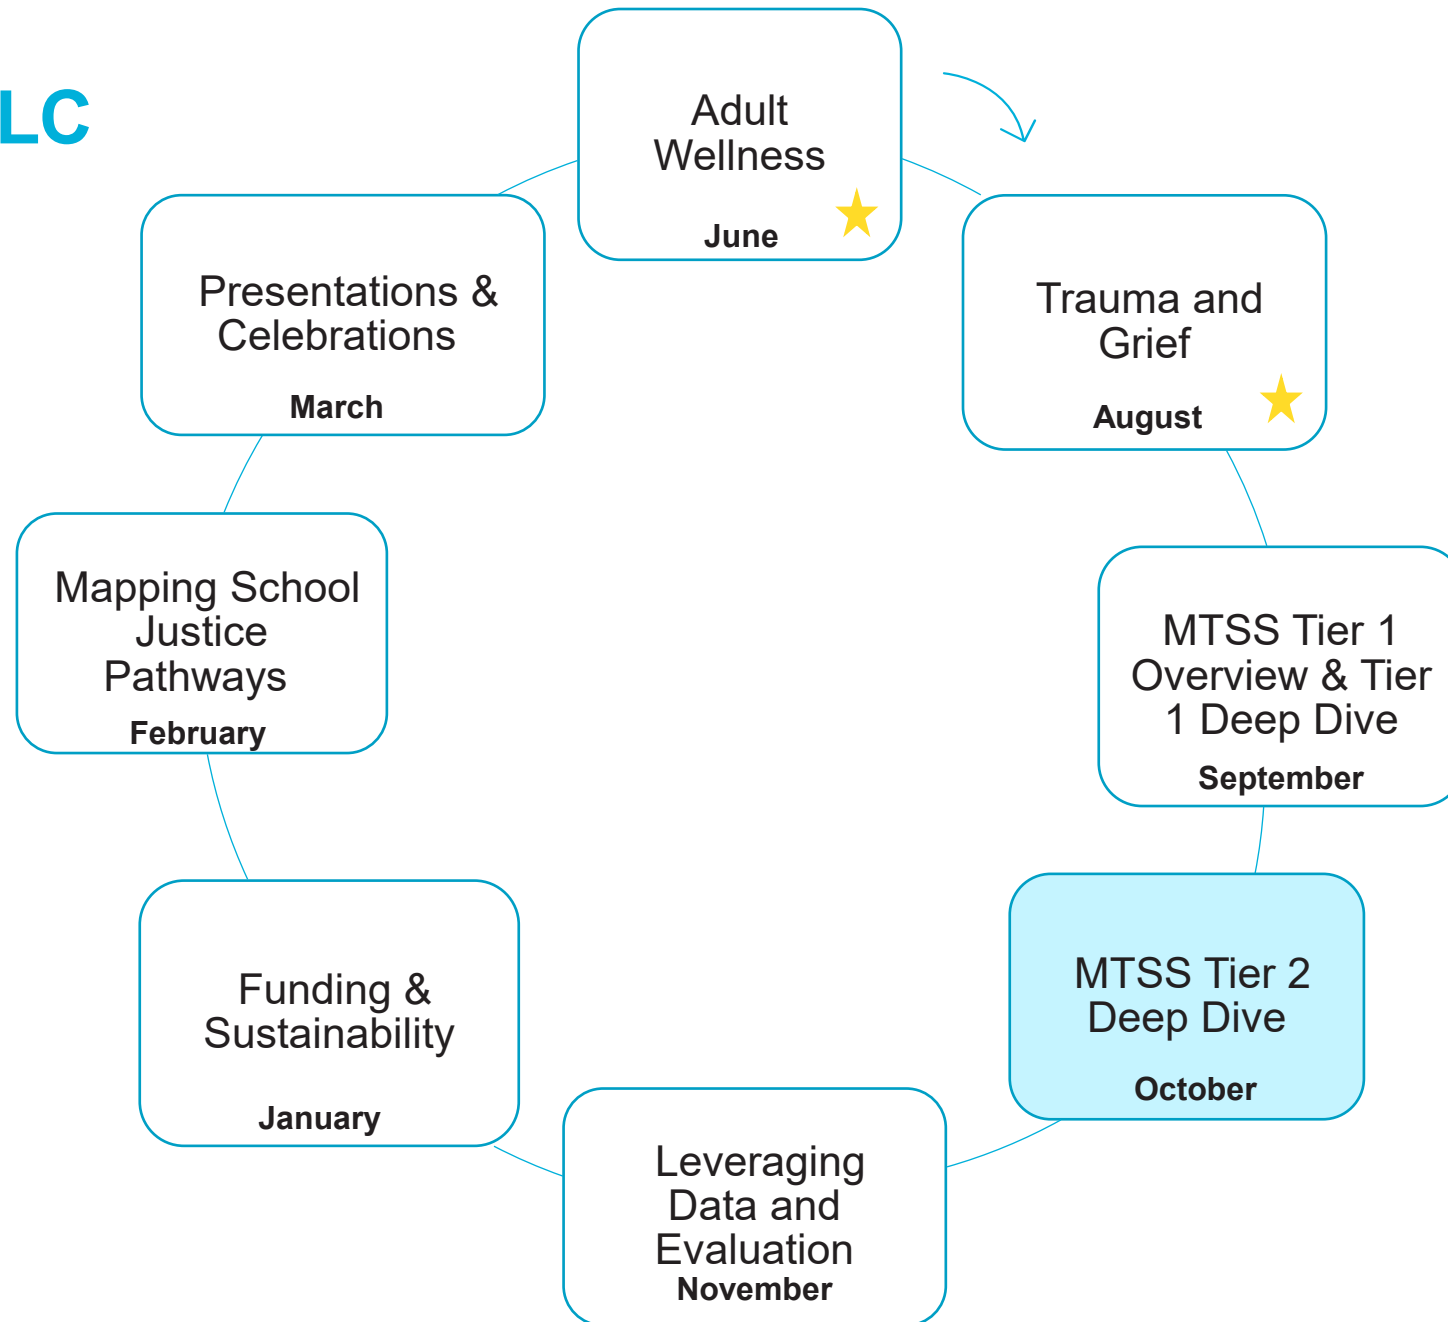 LC
Adult
Wellness
June
Trauma and
Grief
August
MTSS Tier 1
Overview & Tier
1 Deep Dive
September
MTSS Tier 2
Deep Dive
October
Leveraging
Data and
Evaluation
November
Funding &
Sustainability
January
Mapping School
Justice
Pathways
February
Presentations &
Celebrations
March